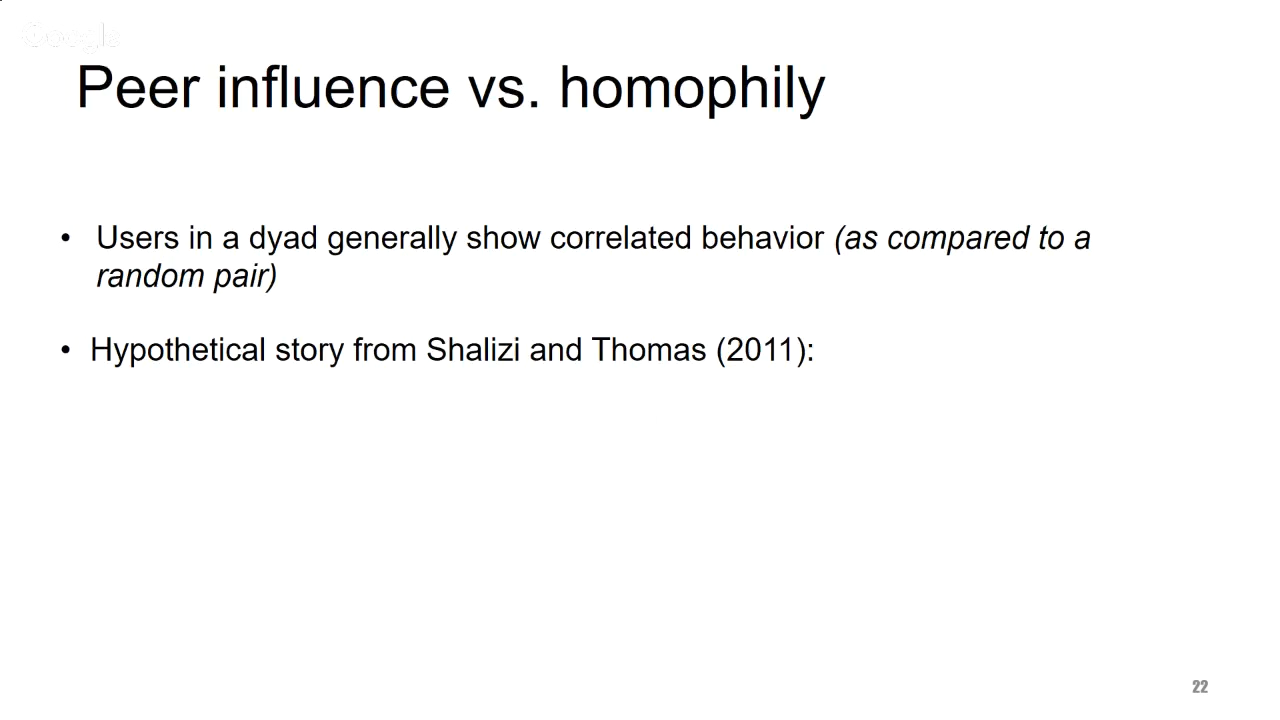 Google
Peer influence vs. homophily
• Users in a dyad generally show correlated behavior (as compared to a
random pair)
• Hypothetical story from Shalizi and Thomas (2011):
22